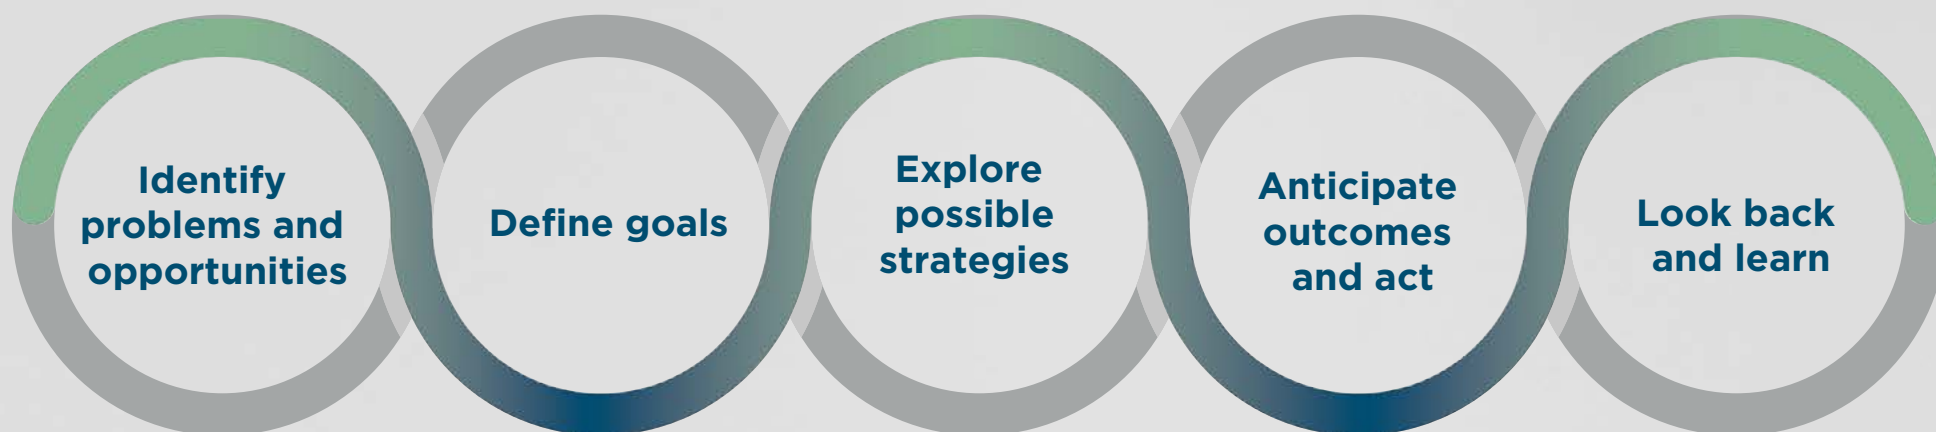 Identify
problems and
opportunities
Define goals
Explore
possible
strategies
Anticipate
outcomes
and act
Look back
and learn